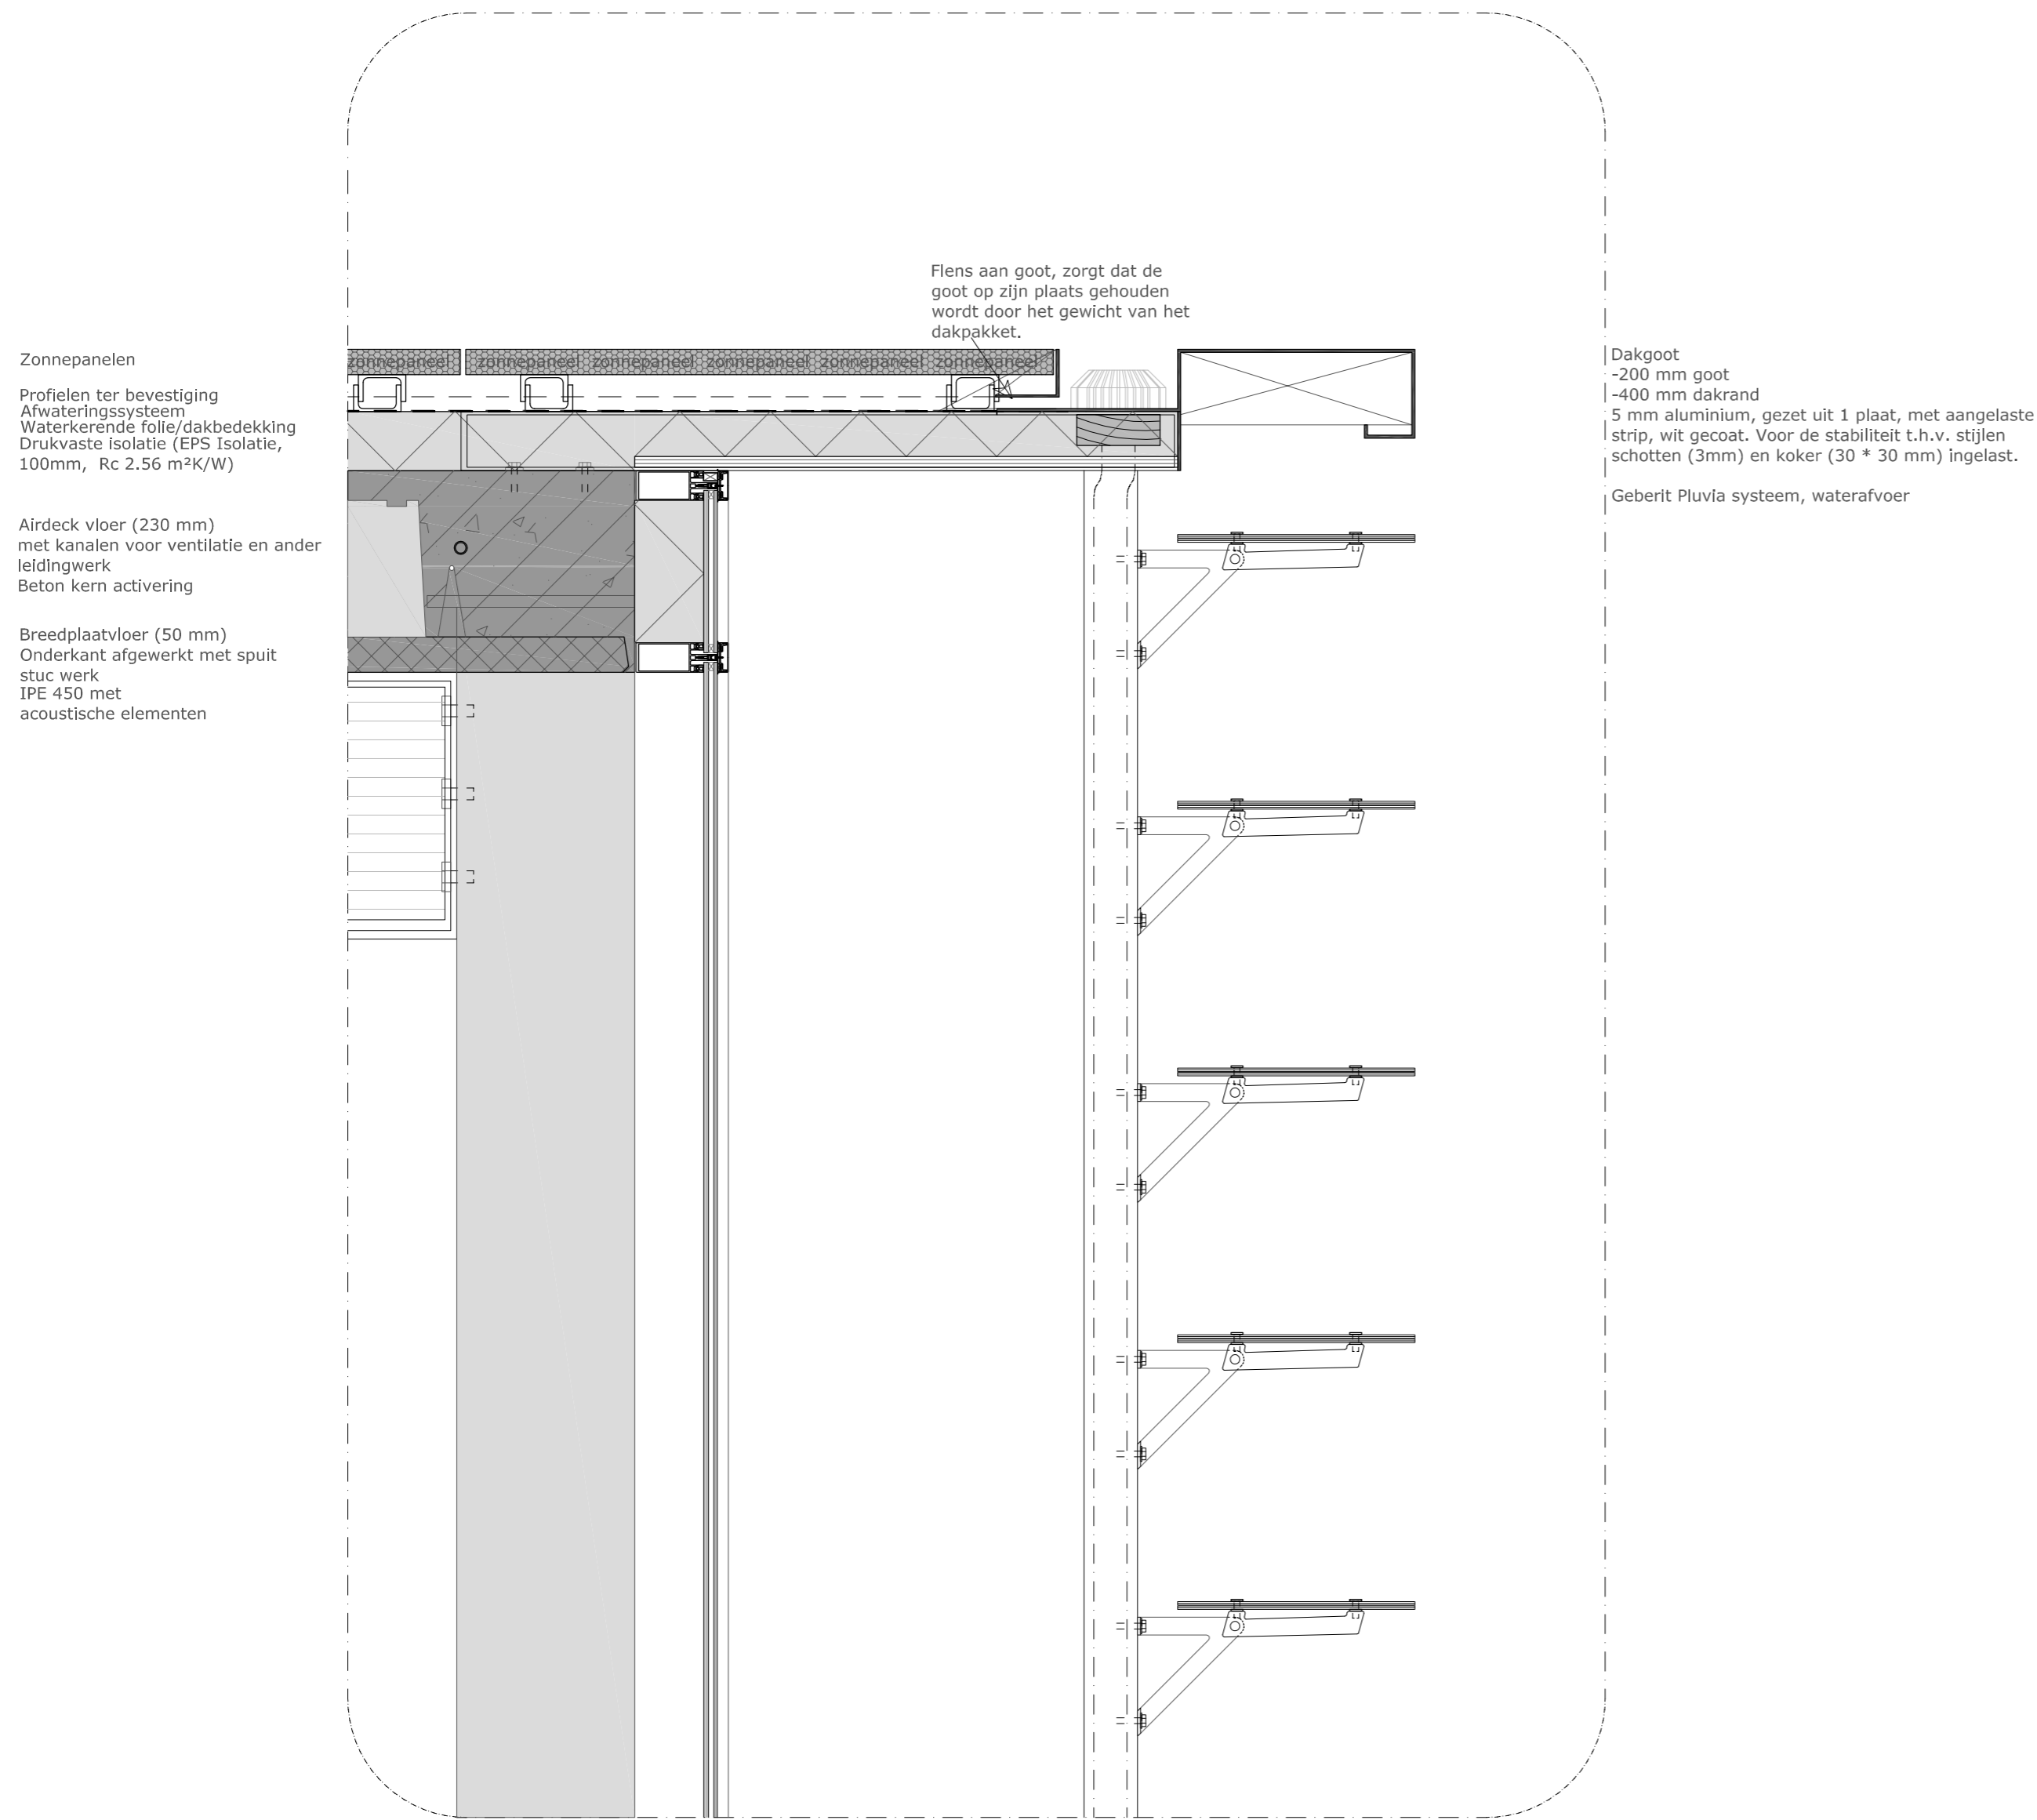 Flens aan goot, zorgt dat de
goot op zijn plaats gehouden
wordt door het gewicht van het
dakpakket.
zonnepaneel zonnepaneel zonnepaneel zonnepaneel zonnepaneel zonnepaneel
Zonnepanelen
Profielen ter bevestiging
Afwateringssysteem
Waterkerende folie/dakbedekking
Drukvaste isolatie (EPS Isolatie,
100mm, Rc 2.56 m²K/W)
Airdeck vloer (230 mm)
met kanalen voor ventilatie en ander
leidingwerk
Beton kern activering
Breedplaatvloer (50 mm)
Onderkant afgewerkt met spuit
stuc werk
IPE 450 met
acoustische elementen
Dakgoot
-200 mm goot
-400 mm dakrand
5 mm aluminium, gezet uit 1 plaat, met aangelaste
strip, wit gecoat. Voor de stabiliteit t.h.v. stijlen
schotten (3mm) en koker (30 * 30 mm) ingelast.
Geberit Pluvia systeem, waterafvoer